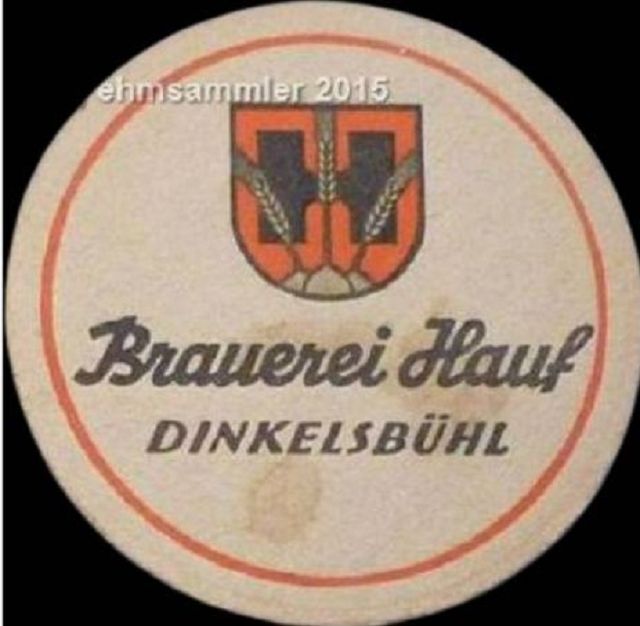 ehmsammler 2015
Brauerei Hauf
DINKELSBÜHL